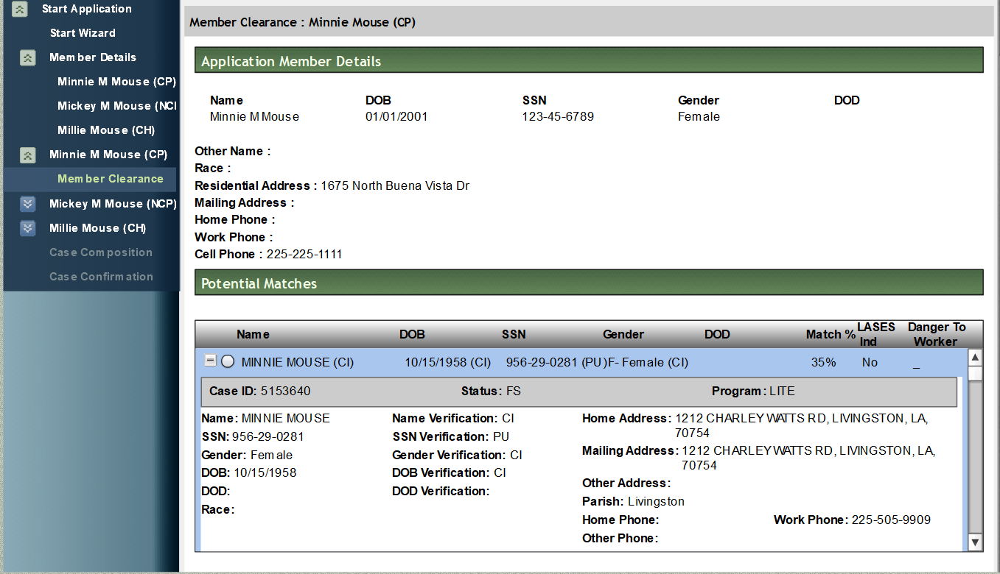 Start Application
Start Wizard
Member Details
Minnie M Mouse (CP)
Mickey M Mouse (NCI
Millie Mouse (CH)
Minnie M Mouse (CP)
Member Clearance
Mickey M Mouse (NCP)
Millie Mouse (CH)
Case Composition
Case Confirmation
Member Clearance : Minnie Mouse (CP)
Application Member Details
Name DOB SSN Gender DOD
Minnie M Mouse 01/01/2001 123-45-6789 Female
Other Name :
Race :
Residential Address : 1675 North Buena Vista Dr
Mailing Address :
Home Phone :
Work Phone :
Cell Phone : 225-225-1111
Potential Matches
Name DOB SSN Gender DOD Match % LASES Ind Danger To Worker
MINNIE MOUSE (CI) 10/15/1958 (CI) 956-29-0281 (PU) F- Female (CI) 35% No _
Case ID: 5153640 Status: FS Program: LITE
Name: MINNIE MOUSE Name Verification: CI Home Address: 1212 CHARLEY WATTS RD, LIVINGSTON, LA,
70754
SSN: 956-29-0281 SSN Verification: PU
Gender: Female Gender Verification: CI Mailing Address: 1212 CHARLEY WATTS RD, LIVINGSTON, LA,
70754
DOB: 10/15/1958 DOB Verification: CI
DOD: DOD Verification: Other Address:
Race: Parish: Livingston
Home Phone: Work Phone: 225-505-9909
Other Phone: